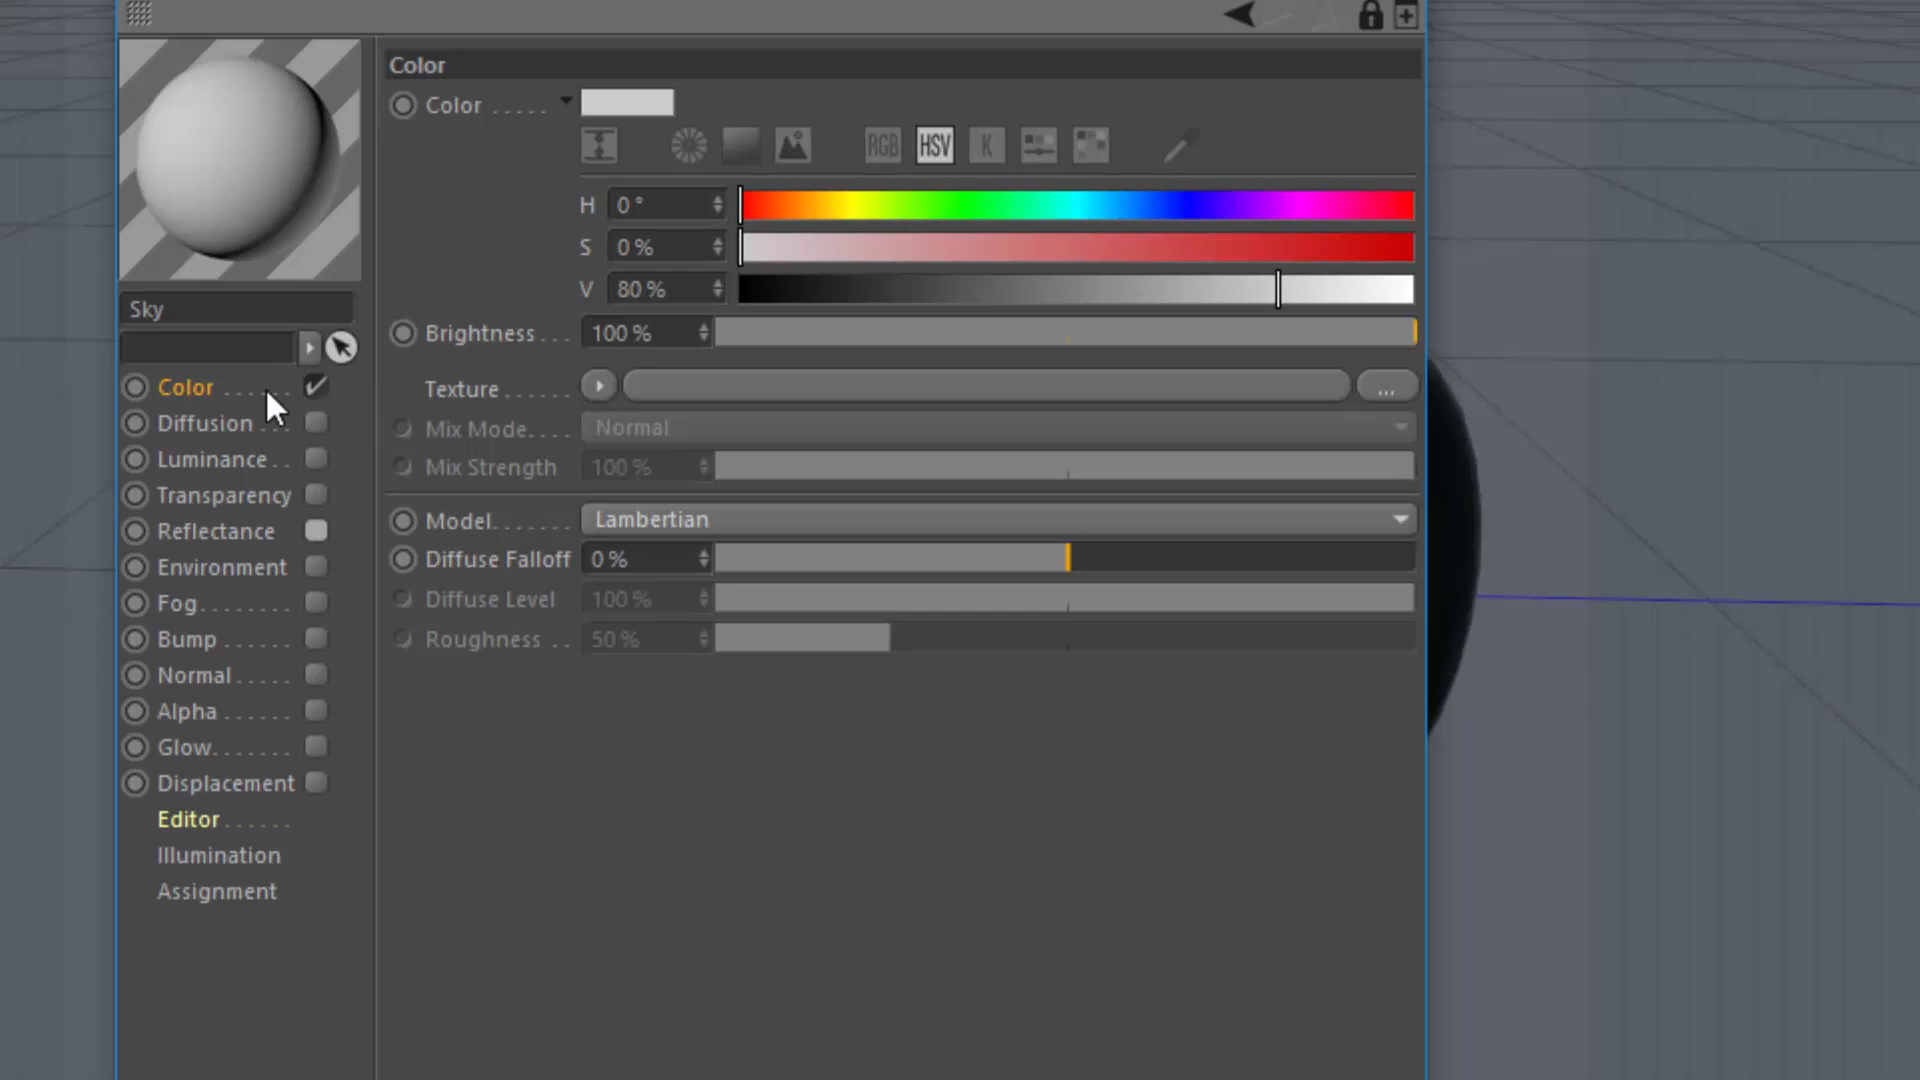 Color
Color . . . . .
RGB HSV K
H 0 °
S 0 %
V 80 %
Sky
Brightness . . . 100 %
Texture . . . . . . ...
Mix Mode. . . . Normal
Mix Strength 100 %
Model. . . . . . . Lambertian
Diffuse Falloff 0 %
Diffuse Level 100 %
Roughness . . 50 %
Color . . . . . .
Diffusion . . .
Luminance . .
Transparency
Reflectance
Environment
Fog. . . . . . . .
Bump . . . . . .
Normal . . . . .
Alpha . . . . . .
Glow. . . . . . .
Displacement
Editor . . . . . .
Illumination
Assignment